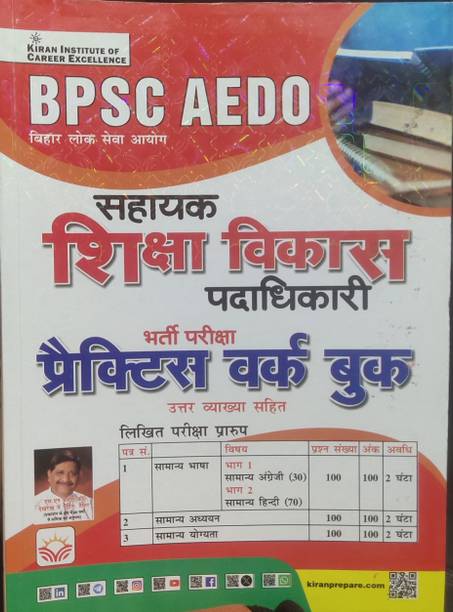 KIRAN INSTITUTE OF
CAREER EXCELLENCE
BPSC AEDO
बिहार लोक सेवा आयोग
सहायक
शिक्षा विकास
पदाधिकारी
भर्ती परीक्षा
प्रैक्टिस वर्क बुक
उत्तर व्याख्या सहित
लिखित परीक्षा प्रारुप
पत्र सं. विषय प्रश्न संख्या अंक अवधि
1 सामान्य भाषा भाग 1 100 100 2 घंटा
सामान्य अंग्रेजी (30)
भाग 2
सामान्य हिन्दी (70)
2 सामान्य अध्ययन 100 100 2 घंटा
3 सामान्य योग्यता 100 100 2 घंटा
kiranprepare.com